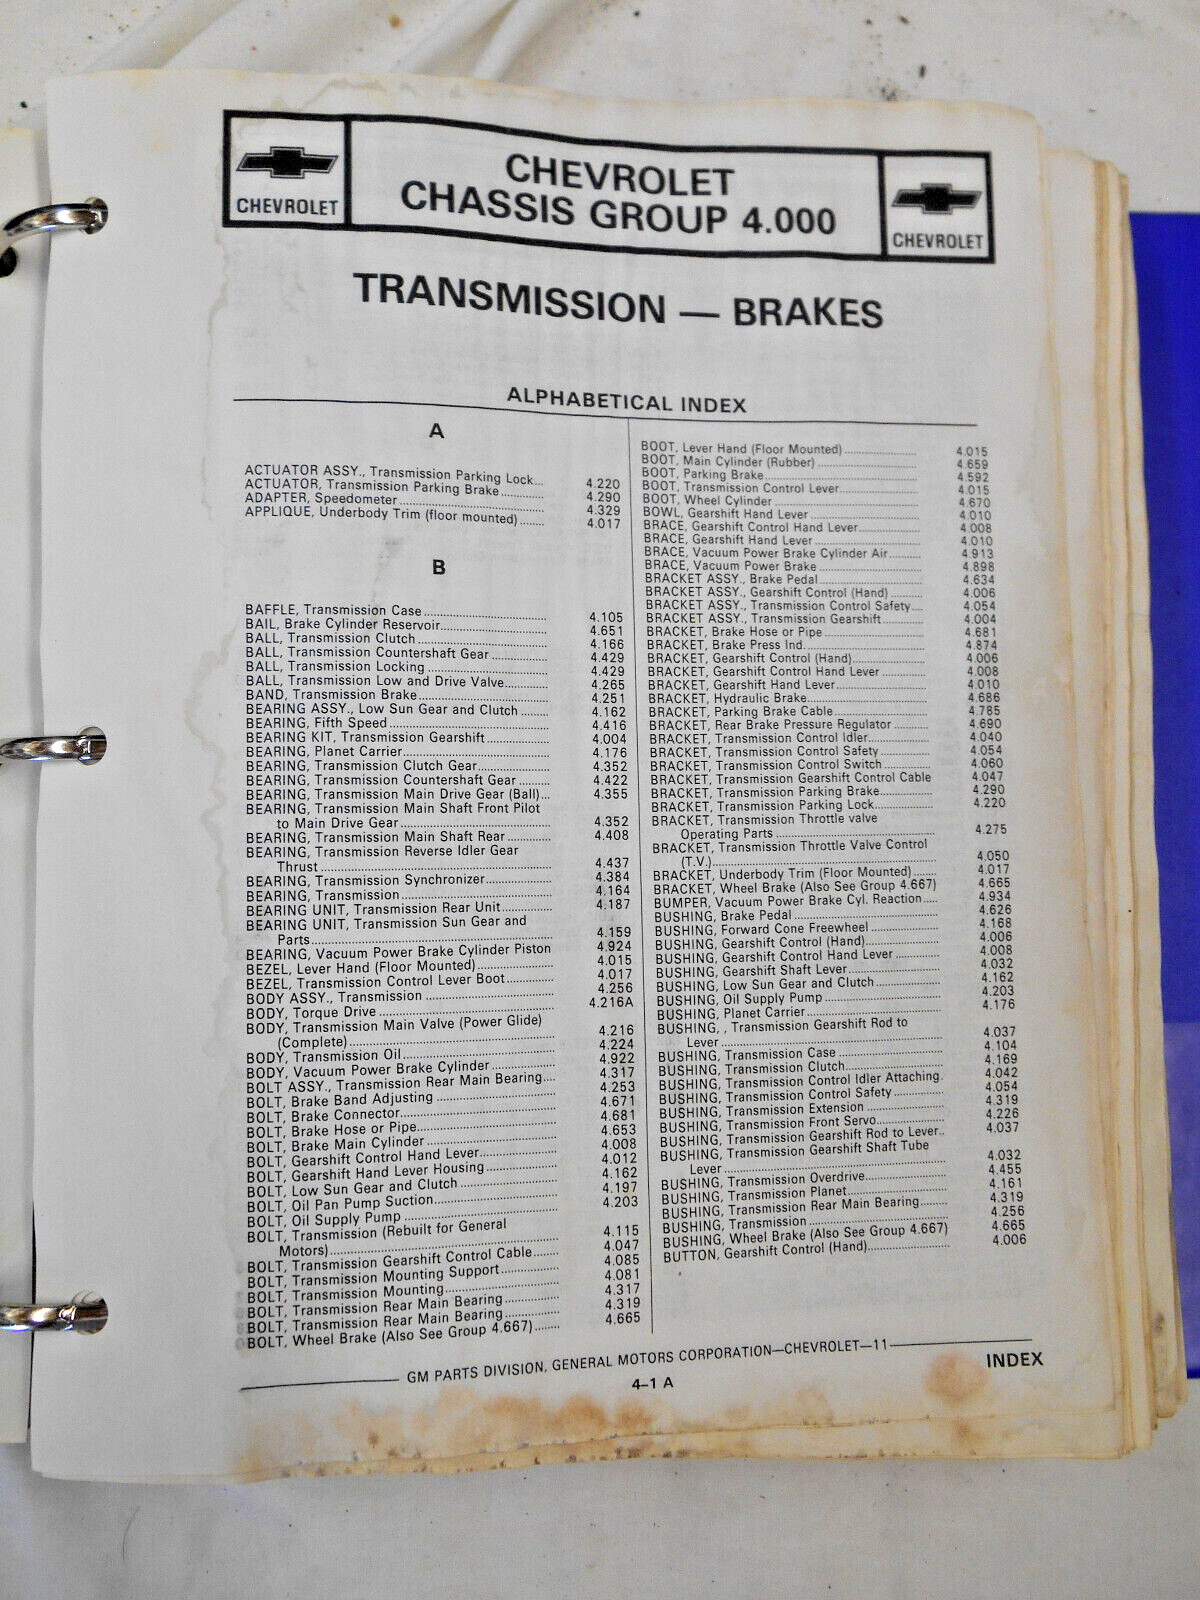 CHEVROLET
CHEVROLET
CHASSIS GROUP 4.000
CHEVROLET
CHEVROLET
TRANSMISSION — BRAKES
ALPHABETICAL INDEX
A
ACTUATOR ASSY., Transmission Parking Lock... 4.220
ACTUATOR, Transmission Parking Brake............ 4.290
ADAPTER, Speedometer............ 4.329
APPLIQUE, Underbody Trim (floor mounted)....... 4.017
B
BAFFLE, Transmission Case............ 4.105
BAIL, Brake Cylinder Reservoir............ 4.651
BALL, Transmission Clutch............ 4.166
BALL, Transmission Countershaft Gear............ 4.429
BALL, Transmission Locking............ 4.429
BALL, Transmission Low and Drive Valve............ 4.265
BAND, Transmission Brake............ 4.251
BEARING ASSY., Low Sun Gear and Clutch........ 4.162
BEARING, Fifth Speed............ 4.416
BEARING KIT, Transmission Gearshift............ 4.004
BEARING, Planet Carrier............ 4.176
BEARING, Transmission Clutch Gear............ 4.352
BEARING, Transmission Countershaft Gear........ 4.422
BEARING, Transmission Main Drive Gear (Ball)... 4.355
BEARING, Transmission Main Shaft Front Pilot
to Main Drive Gear............ 4.352
BEARING, Transmission Main Shaft Rear............ 4.408
BEARING, Transmission Reverse Idler Gear
Thrust............ 4.437
BEARING, Transmission Synchronizer............ 4.384
BEARING, Transmission............ 4.164
BEARING UNIT, Transmission Rear Unit............ 4.187
BEARING UNIT, Transmission Sun Gear and
Parts............ 4.159
BEARING, Vacuum Power Brake Cylinder Piston 4.924
BEZEL, Lever Hand (Floor Mounted)............ 4.015
BEZEL, Transmission Control Lever Boot............ 4.017
BODY ASSY., Transmission............ 4.256
BODY, Torque Drive............ 4.216A
BODY, Transmission Main Valve (Power Glide)
(Complete)............ 4.216
BODY, Transmission Oil............ 4.224
BODY, Vacuum Power Brake Cylinder............ 4.922
BOLT ASSY., Transmission Rear Main Bearing.... 4.317
BOLT, Brake Band Adjusting............ 4.253
BOLT, Brake Connector............ 4.671
BOLT, Brake Hose or Pipe............ 4.681
BOLT, Brake Main Cylinder............ 4.653
BOLT, Gearshift Control Hand Lever............ 4.008
BOLT, Gearshift Hand Lever Housing............ 4.012
BOLT, Low Sun Gear and Clutch............ 4.162
BOLT, Oil Pan Pump Suction............ 4.197
BOLT, Oil Supply Pump............ 4.203
BOLT, Transmission (Rebuilt for General
Motors)............ 4.115
BOLT, Transmission Gearshift Control Cable....... 4.047
BOLT, Transmission Mounting Support............ 4.085
BOLT, Transmission Mounting............ 4.081
BOLT, Transmission Rear Main Bearing............ 4.317
BOLT, Transmission Rear Main Bearing............ 4.319
BOLT, Wheel Brake (Also See Group 4.667)....... 4.665
BOOT, Lever Hand (Floor Mounted)............ 4.015
BOOT, Main Cylinder (Rubber)............ 4.659
BOOT, Parking Brake............ 4.592
BOOT, Transmission Control Lever............ 4.015
BOOT, Wheel Cylinder............ 4.670
BOWL, Gearshift Hand Lever............ 4.010
BRACE, Gearshift Control Hand Lever............ 4.008
BRACE, Gearshift Hand Lever............ 4.010
BRACE, Vacuum Power Brake Cylinder Air.......... 4.913
BRACE, Vacuum Power Brake............ 4.898
BRACKET ASSY., Brake Pedal............ 4.634
BRACKET ASSY., Gearshift Control (Hand).......... 4.006
BRACKET ASSY., Transmission Control Safety.... 4.054
BRACKET ASSY., Transmission Gearshift............ 4.004
BRACKET, Brake Hose or Pipe............ 4.681
BRACKET, Brake Press Ind............ 4.874
BRACKET, Gearshift Control (Hand)............ 4.006
BRACKET, Gearshift Control Hand Lever............ 4.008
BRACKET, Gearshift Hand Lever............ 4.010
BRACKET, Hydraulic Brake............ 4.686
BRACKET, Parking Brake Cable............ 4.785
BRACKET, Rear Brake Pressure Regulator.......... 4.690
BRACKET, Transmission Control Idler............ 4.040
BRACKET, Transmission Control Safety............ 4.054
BRACKET, Transmission Control Switch............ 4.060
BRACKET, Transmission Gearshift Control Cable 4.047
BRACKET, Transmission Parking Brake............ 4.290
BRACKET, Transmission Parking Lock............ 4.220
BRACKET, Transmission Throttle valve
Operating Parts............ 4.275
BRACKET, Transmission Throttle Valve Control
(T.V.)............ 4.050
BRACKET, Underbody Trim (Floor Mounted)....... 4.017
BRACKET, Wheel Brake (Also See Group 4.667) 4.665
BUMPER, Vacuum Power Brake Cyl. Reaction..... 4.934
BUSHING, Brake Pedal............ 4.626
BUSHING, Forward Cone Freewheel............ 4.168
BUSHING, Gearshift Control (Hand)............ 4.006
BUSHING, Gearshift Control Hand Lever............ 4.008
BUSHING, Gearshift Shaft Lever............ 4.032
BUSHING, Low Sun Gear and Clutch............ 4.162
BUSHING, Oil Supply Pump............ 4.203
BUSHING, Planet Carrier............ 4.176
BUSHING, , Transmission Gearshift Rod to
Lever............ 4.037
BUSHING, Transmission Case............ 4.104
BUSHING, Transmission Clutch............ 4.169
BUSHING, Transmission Control Idler Attaching. 4.042
BUSHING, Transmission Control Safety............ 4.054
BUSHING, Transmission Extension............ 4.319
BUSHING, Transmission Front Servo............ 4.226
BUSHING, Transmission Gearshift Rod to Lever.. 4.037
BUSHING, Transmission Gearshift Shaft Tube
Lever............ 4.032
BUSHING, Transmission Overdrive............ 4.455
BUSHING, Transmission Planet............ 4.161
BUSHING, Transmission Rear Main Bearing....... 4.319
BUSHING, Transmission............ 4.256
BUSHING, Wheel Brake (Also See Group 4.667) 4.665
BUTTON, Gearshift Control (Hand)............ 4.006
GM PARTS DIVISION, GENERAL MOTORS CORPORATION—CHEVROLET—11
INDEX
4–1 A